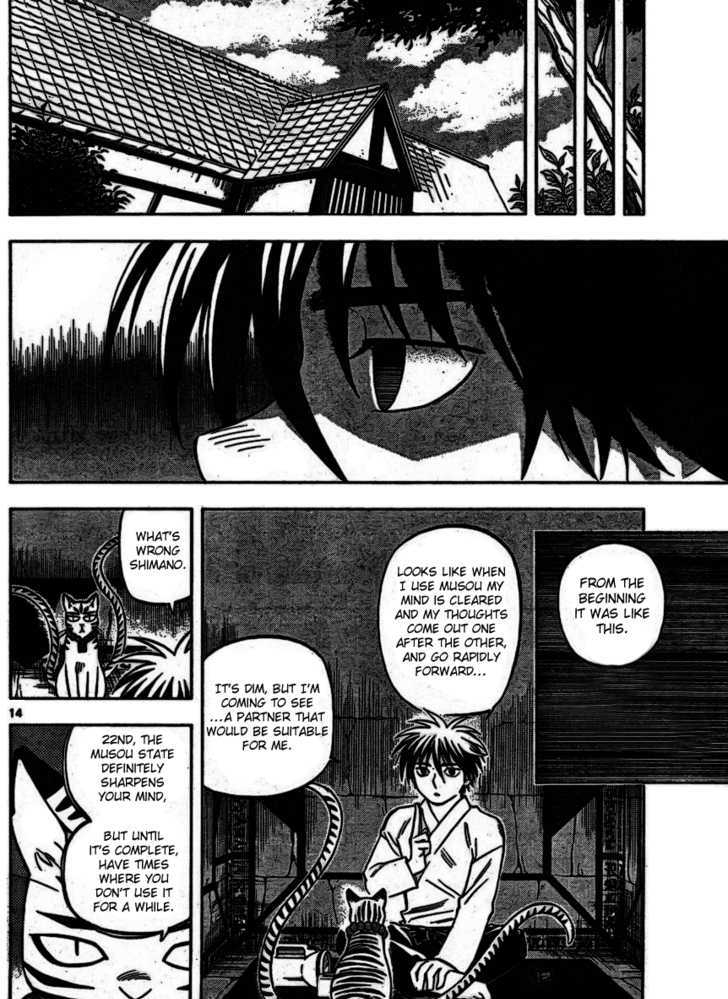 FROM THE
BEGINNING
IT WAS LIKE
THIS.
LOOKS LIKE WHEN
I USE MUSOU MY
MIND IS CLEARED
AND MY THOUGHTS
COME OUT ONE
AFTER THE OTHER,
AND GO RAPIDLY
FORWARD...
IT'S DIM, BUT I'M
COMING TO SEE
...A PARTNER THAT
WOULD BE SUITABLE
FOR ME.
WHAT'S
WRONG
SHIMANO.
14
22ND, THE
MUSOU STATE
DEFINITELY
SHARPENS
YOUR MIND,
BUT UNTIL
IT'S COMPLETE,
HAVE TIMES
WHERE YOU
DON'T USE IT
FOR A WHILE.